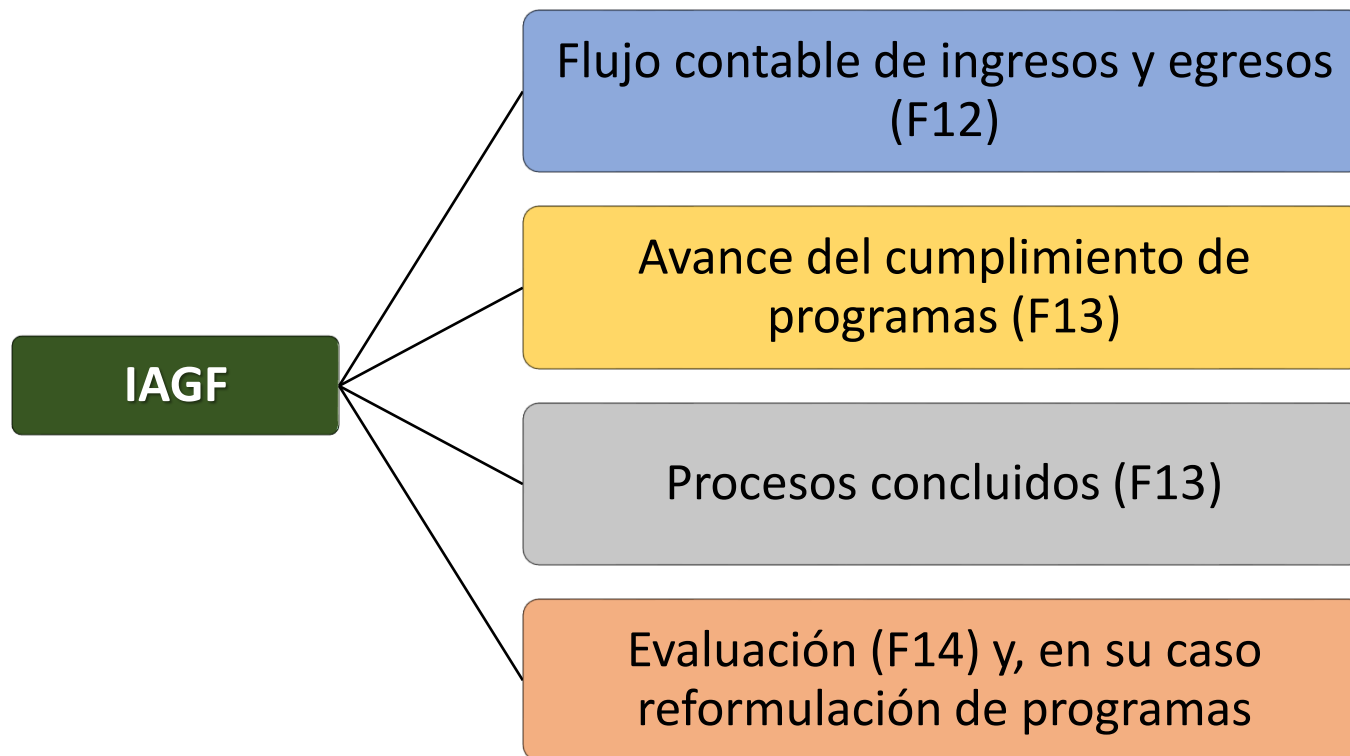 Flujo contable de ingresos y egresos
(F12)
Avance del cumplimiento de
programas (F13)
IAGF
Procesos concluidos (F13)
Evaluación (F14) y, en su caso
reformulación de programas